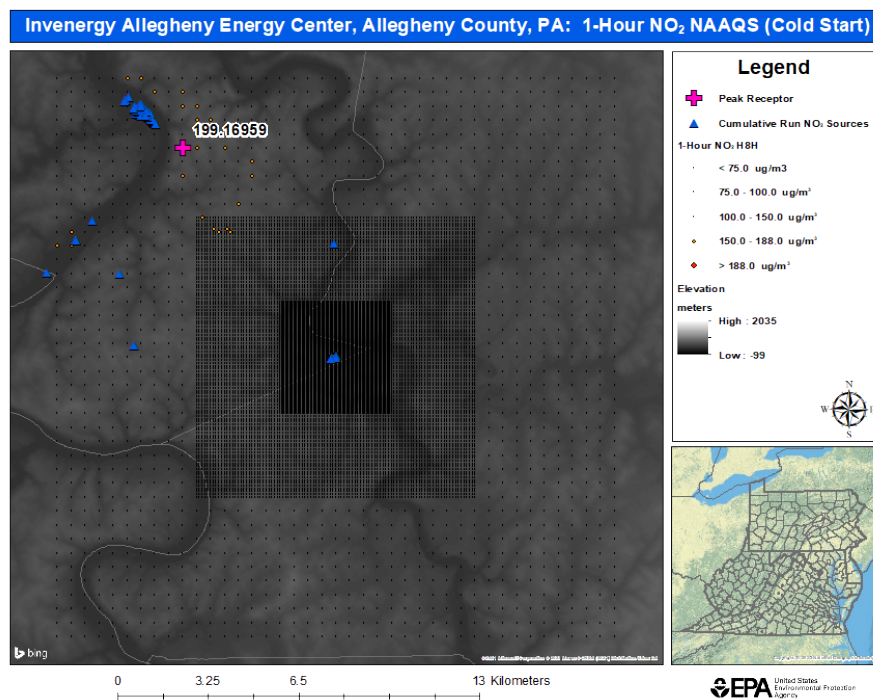 Invenergy Allegheny Energy Center, Allegheny County, PA: 1-Hour NO₂ NAAQS (Cold Start)
199.16959
bing
Legend
Peak Receptor
Cumulative Run NO₂ Sources
1-Hour NO₂ H8H
< 75.0 ug/m3
75.0 - 100.0 ug/m³
100.0 - 150.0 ug/m³
150.0 - 188.0 ug/m³
> 188.0 ug/m³
Elevation
meters
High : 2035
Low : -99
N
W
S
0 3.25 6.5 13 Kilometers
EPA
United States
Environmental Protection
Agency